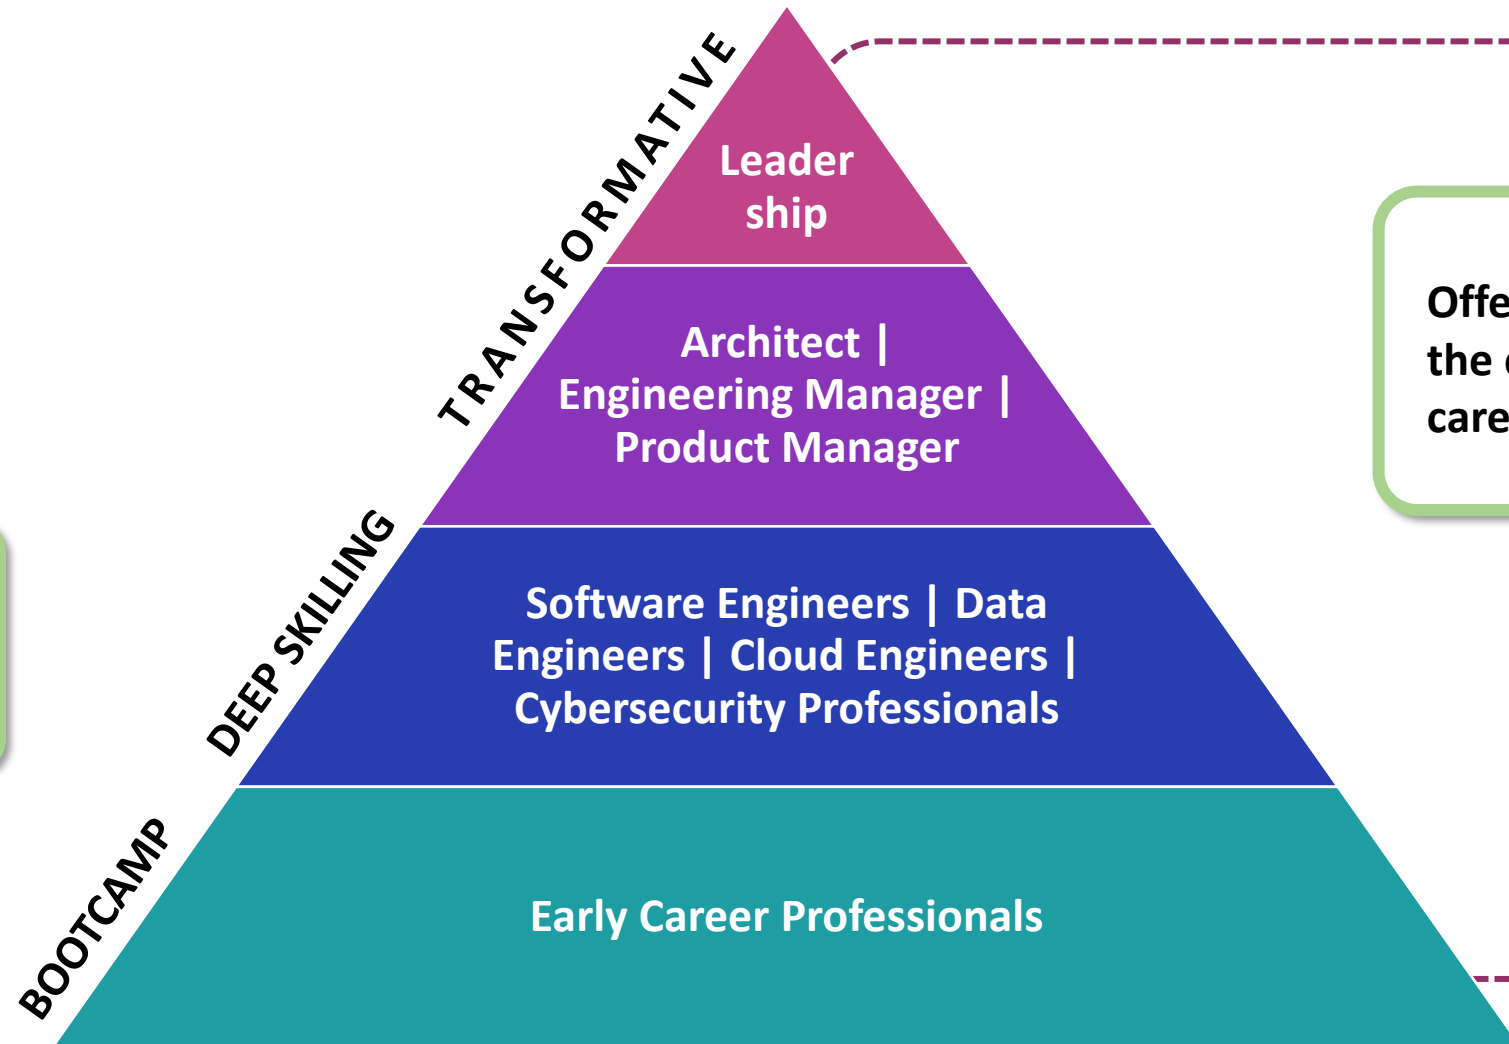 TRANSFORMATIVE
Leader
ship
Architect |
Engineering Manager |
Product Manager
DEEP SKILLING
Software Engineers | Data
Engineers | Cloud Engineers |
Cybersecurity Professionals
BOOTCAMP
Early Career Professionals
the